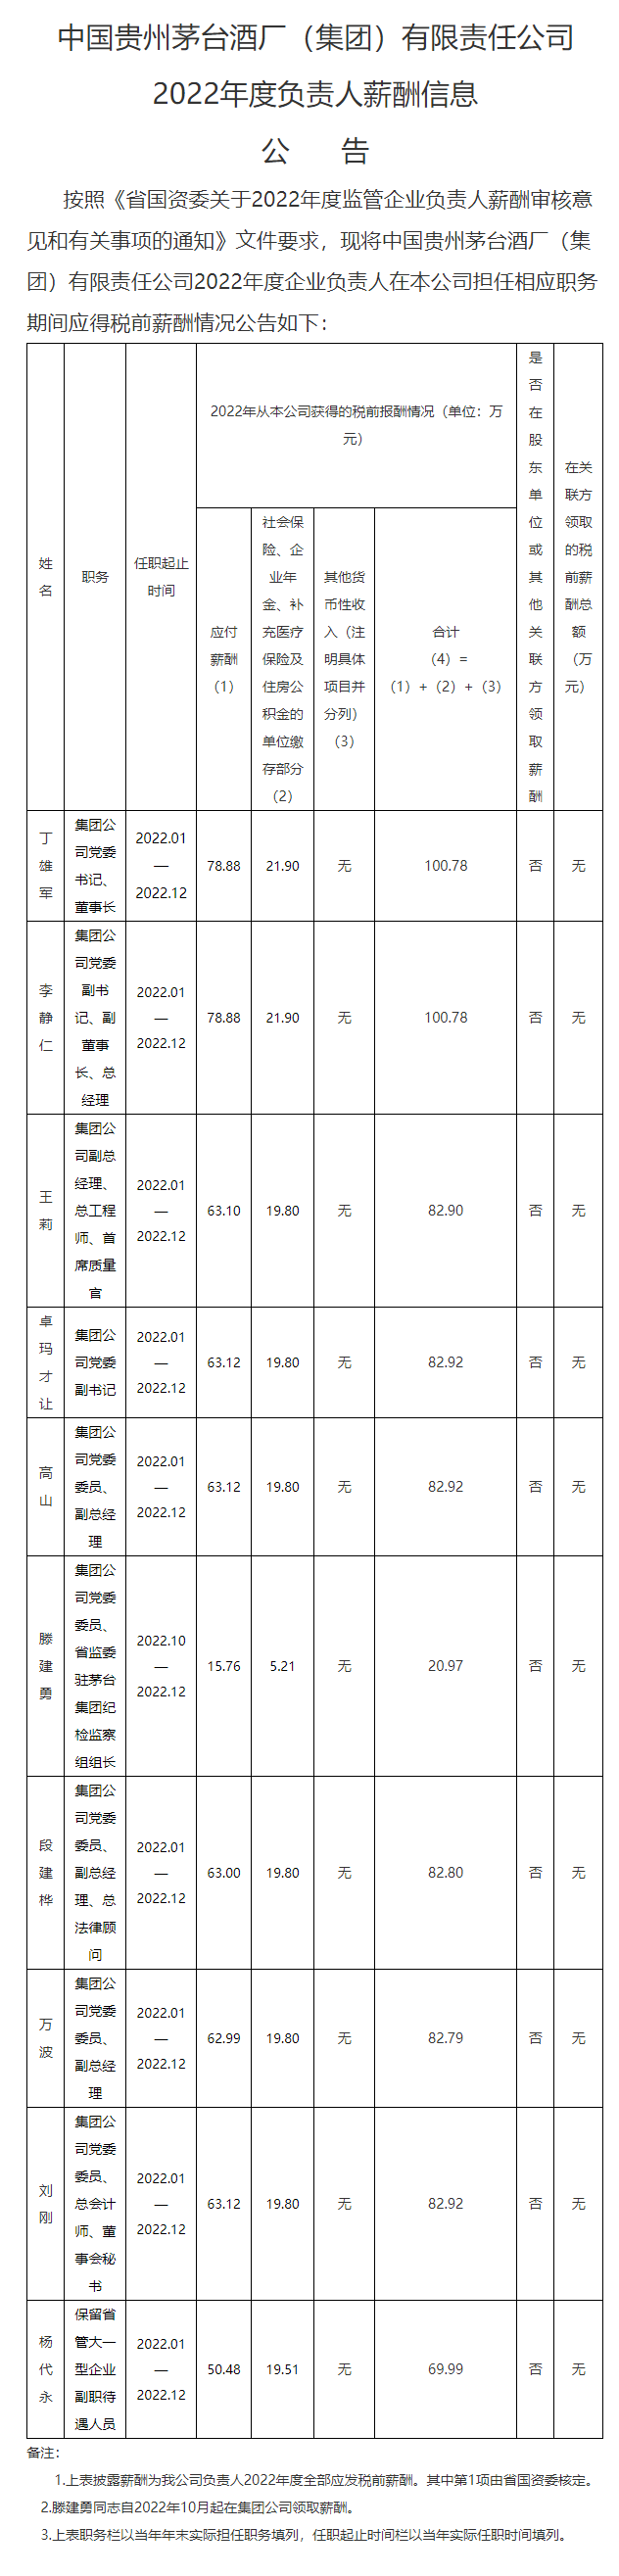 中国贵州茅台酒厂（集团）有限责任公司
2022年度负责人薪酬信息
公 告
按照《省国资委关于2022年度监管企业负责人薪酬审核意
见和有关事项的通知》文件要求，现将中国贵州茅台酒厂（集
团）有限责任公司2022年度企业负责人在本公司担任相应职务
期间应得税前薪酬情况公告如下：
姓
名
职务
任职起止
时间
2022年从本公司获得的税前报酬情况（单位：万
元）
应付
薪酬
（1）
社会保
险、企
业年
金、补
充医疗
保险及
住房公
积金的
单位缴
存部分
（2）
其他货
币性收
入（注
明具体
项目并
分列）
（3）
合计
（4）=
（1）+（2）+（3）
是
否
在
股
东
单
位
或
其
他
关
联
方
领
取
薪
酬
在关
联方
领取
的税
前薪
酬总
额
（万
元）
丁
雄
军
集团公
司党委
书记、
董事长
2022.01
—
2022.12
78.88
21.90
无
100.78
否
无
李
静
仁
集团公
司党委
副书
记、副
董事
长、总
经理
2022.01
—
2022.12
78.88
21.90
无
100.78
否
无
王
莉
集团公
司副总
经理、
总工程
师、首
席质量
官
2022.01
—
2022.12
63.10
19.80
无
82.90
否
无
卓
玛
才
让
集团公
司党委
副书记
2022.01
—
2022.12
63.12
19.80
无
82.92
否
无
高
山
集团公
司党委
委员、
副总经
理
2022.01
—
2022.12
63.12
19.80
无
82.92
否
无
滕
建
勇
集团公
司党委
委员、
省监委
驻茅台
集团纪
检监察
组组长
2022.10
—
2022.12
15.76
5.21
无
20.97
否
无
段
建
桦
集团公
司党委
委员、
副总经
理、总
法律顾
问
2022.01
—
2022.12
63.00
19.80
无
82.80
否
无
万
波
集团公
司党委
委员、
副总经
理
2022.01
—
2022.12
62.99
19.80
无
82.79
否
无
刘
刚
集团公
司党委
委员、
总会计
师、董
事会秘
书
2022.01
—
2022.12
63.12
19.80
无
82.92
否
无
杨
代
永
保留省
管大一
型企业
副职待
遇人员
2022.01
—
2022.12
50.48
19.51
无
69.99
否
无
备注：
1.上表披露薪酬为我公司负责人2022年度全部应发税前薪酬。其中第1项由省国资委核定。
2.滕建勇同志自2022年10月起在集团公司领取薪酬。
3.上表职务栏以当年年末实际担任职务填列，任职起止时间栏以当年实际任职时间填列。